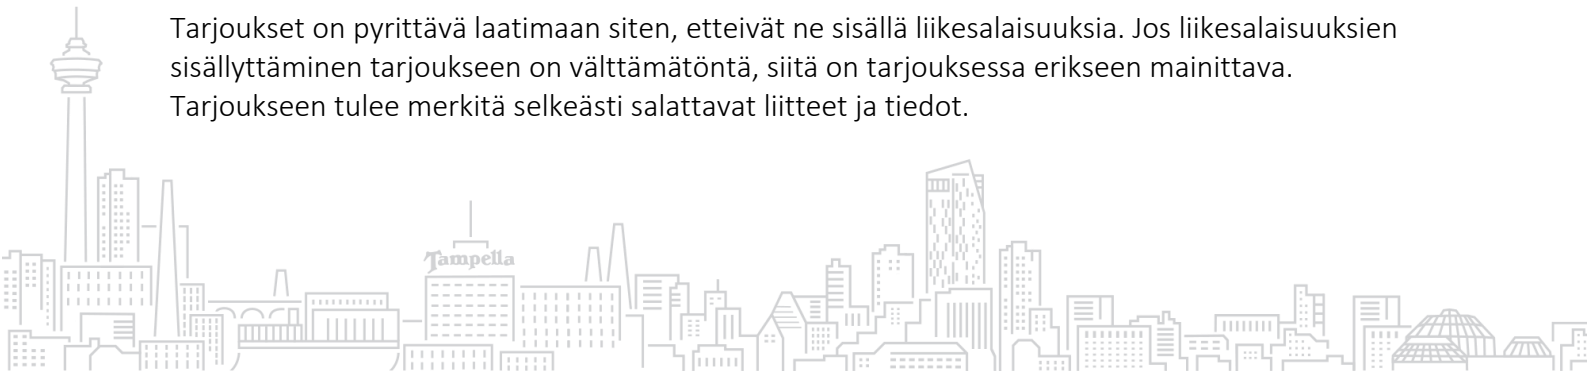 Tarjoukset on pyrittävä laatimaan siten, etteivät ne sisällä liikesalaisuuksia. Jos liikesalaisuuksien
sisällyttäminen tarjoukseen on välttämätöntä, siitä on tarjouksessa erikseen mainittava.
Tarjoukseen tulee merkitä selkeästi salattavat liitteet ja tiedot.
Tampella